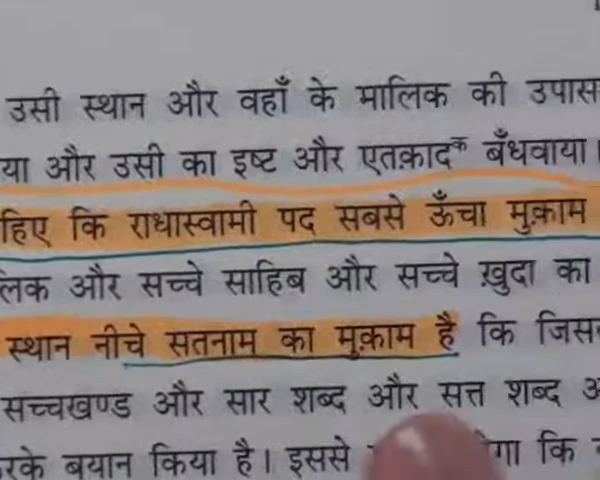 उसी स्थान और वहाँ के मालिक की उपास
या और उसी का इष्ट और एतक़ादक बँधवाया।
हिए कि राधास्वामी पद सबसे ऊँचा मुक़ाम
लिक और सच्चे साहिब और सच्चे ख़ुदा का
स्थान नीचे सतनाम का मुक़ाम है कि जिस
सच्चखण्ड और सार शब्द और सत्त शब्द
रके बयान किया है। इससे गा कि